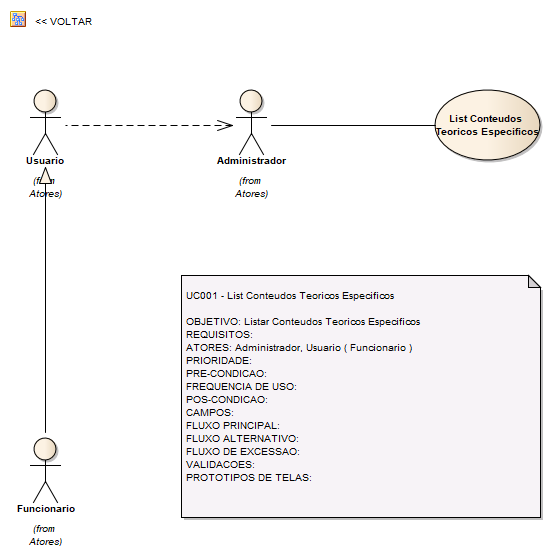 << VOLTAR
List Conteudos
Teoricos Especificos
Usuario
(from
Atores)
Administrador
(from
Atores)
UC001 - List Conteudos Teoricos Especificos
OBJETIVO: Listar Conteudos Teoricos Especificos
REQUISITOS:
ATORES: Administrador, Usuario ( Funcionario )
PRIORIDADE:
PRE-CONDICAO:
FREQUENCIA DE USO:
POS-CONDICAO:
CAMPOS:
FLUXO PRINCIPAL:
FLUXO ALTERNATIVO:
FLUXO DE EXCESSAO:
VALIDACOES:
PROTOTIPOS DE TELAS:
Funcionario
(from
Atores)